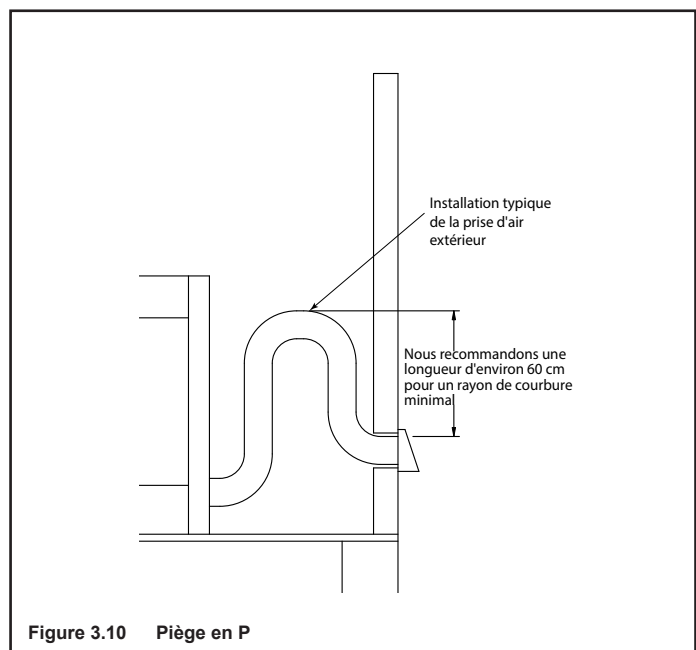 Installation typique
de la prise d'air
extérieur
Nous recommandons une
longueur d'environ 60 cm
pour un rayon de courbure
minimal
Figure 3.10 Piège en P